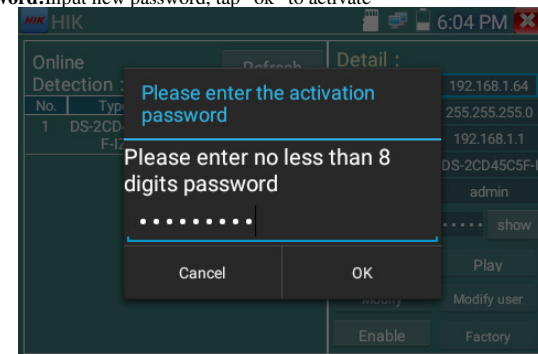 word:Input new password, tap "ok" to activate
HIK HIK 6:04 PM
Online
Detection :
Refresh
Detail :
No. Typ
1 DS-2CD
F-IZ
192.168.1.64
255.255.255.0
192.168.1.1
DS-2CD45C5F-I
admin
show
Play
Modify Modify user
Enable Factory
Please enter the activation
password
Please enter no less than 8
digits password
•••••••••
Cancel OK